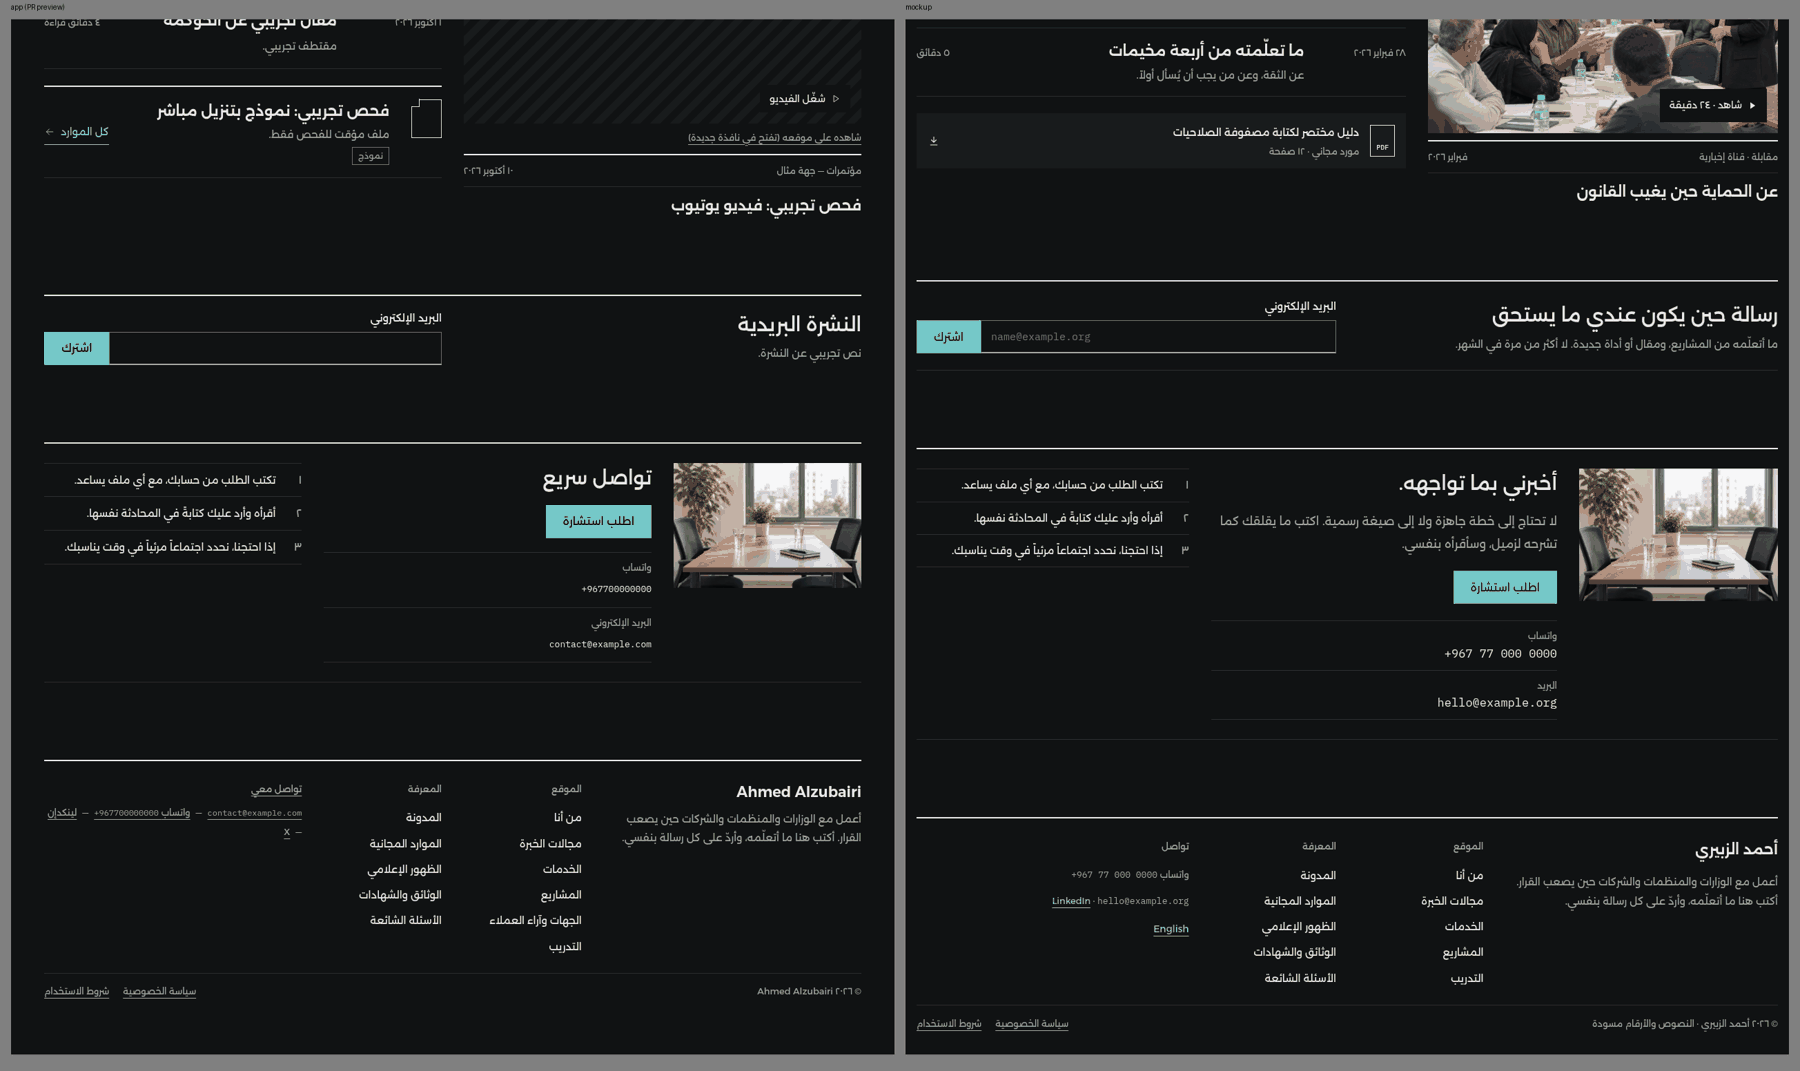 app (PR preview)
١ أكتوبر ٢٠٢٦
مقال تجريبي عن الحوكمة
٤ دقائق قراءة
مقتطف تجريبي.
فحص تجريبي: نموذج بتنزيل مباشر
ملف مؤقت للفحص فقط.
نموذج
كل الموارد ←
شغّل الفيديو
شاهده على موقعه (تفتح في نافذة جديدة)
مؤتمرات — جهة مثال
١٠ أكتوبر ٢٠٢٦
فحص تجريبي: فيديو يوتيوب
النشرة البريدية
نص تجريبي عن النشرة.
البريد الإلكتروني
اشترك
تواصل سريع
اطلب استشارة
واتساب
+967700000000
البريد الإلكتروني
contact@example.com
١ تكتب الطلب من حسابك، مع أي ملف يساعد.
٢ أقرأه وأرد عليك كتابةً في المحادثة نفسها.
٣ إذا احتجنا، نحدد اجتماعاً مرئياً في وقت يناسبك.
Ahmed Alzubairi
أعمل مع الوزارات والمنظمات والشركات حين يصعب
القرار. أكتب هنا ما أتعلّمه، وأردّ على كل رسالة بنفسي.
الموقع
من أنا
مجالات الخبرة
الخدمات
المشاريع
الجهات وآراء العملاء
التدريب
المعرفة
المدونة
الموارد المجانية
الظهور الإعلامي
الوثائق والشهادات
الأسئلة الشائعة
تواصل معي
contact@example.com — واتساب +967700000000 — لينكدإن
— X
© ٢٠٢٦ Ahmed Alzubairi
سياسة الخصوصية
شروط الاستخدام
mockup
٢٨ فبراير ٢٠٢٦
ما تعلّمته من أربعة مخيمات
٥ دقائق
عن الثقة، وعن من يجب أن يُسأل أولاً.
PDF
دليل مختصر لكتابة مصفوفة الصلاحيات
مورد مجاني · ١٢ صفحة
شاهد · ٢٤ دقيقة
مقابلة · قناة إخبارية
فبراير ٢٠٢٦
عن الحماية حين يغيب القانون
رسالة حين يكون عندي ما يستحق
ما أتعلّمه من المشاريع، ومقال أو أداة جديدة. لا أكثر من مرة في الشهر.
البريد الإلكتروني
name@example.org
اشترك
أخبرني بما تواجهه.
لا تحتاج إلى خطة جاهزة ولا إلى صيغة رسمية. اكتب ما يقلقك كما
تشرحه لزميل، وسأقرأه بنفسي.
اطلب استشارة
واتساب
+967 77 000 0000
البريد
hello@example.org
١ تكتب الطلب من حسابك، مع أي ملف يساعد.
٢ أقرأه وأرد عليك كتابةً في المحادثة نفسها.
٣ إذا احتجنا، نحدد اجتماعاً مرئياً في وقت يناسبك.
أحمد الزبيري
أعمل مع الوزارات والمنظمات والشركات حين يصعب القرار.
أكتب هنا ما أتعلّمه، وأردّ على كل رسالة بنفسي.
الموقع
من أنا
مجالات الخبرة
الخدمات
المشاريع
التدريب
المعرفة
المدونة
الموارد المجانية
الظهور الإعلامي
الوثائق والشهادات
الأسئلة الشائعة
تواصل
واتساب +967 77 000 0000
hello@example.org · LinkedIn
English
© ٢٠٢٦ أحمد الزبيري · النصوص والأرقام مسودة
سياسة الخصوصية
شروط الاستخدام